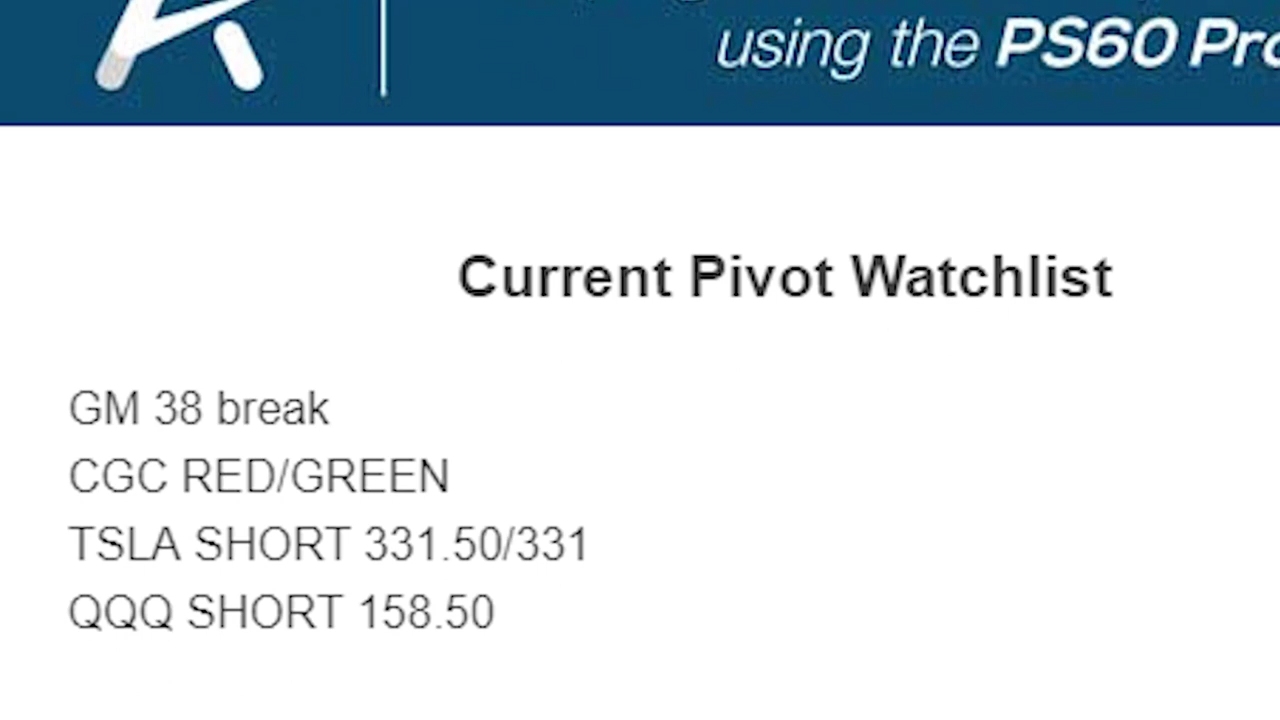 using the PS60
Current Pivot Watchlist
GM 38 break
CGC RED/GREEN
TSLA SHORT 331.50/331
QQQ SHORT 158.50